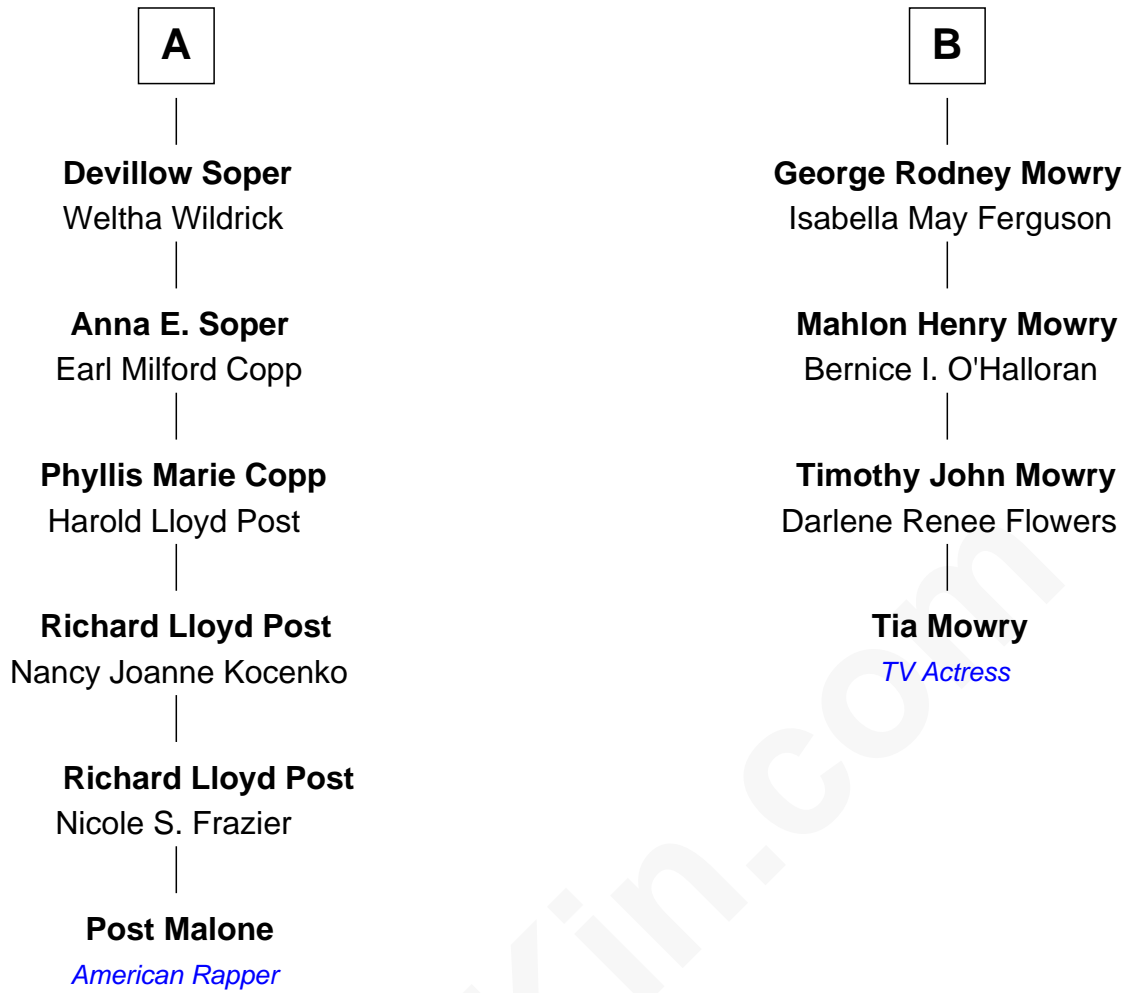 A
Devillow Soper
Weltha Wildrick
Anna E. Soper
Earl Milford Copp
Phyllis Marie Copp
Harold Lloyd Post
Richard Lloyd Post
Nancy Joanne Kocenko
Richard Lloyd Post
Nicole S. Frazier
Post Malone
American Rapper
B
George Rodney Mowry
Isabella May Ferguson
Mahlon Henry Mowry
Bernice I. O'Halloran
Timothy John Mowry
Darlene Renee Flowers
Tia Mowry
TV Actress
Kin.com